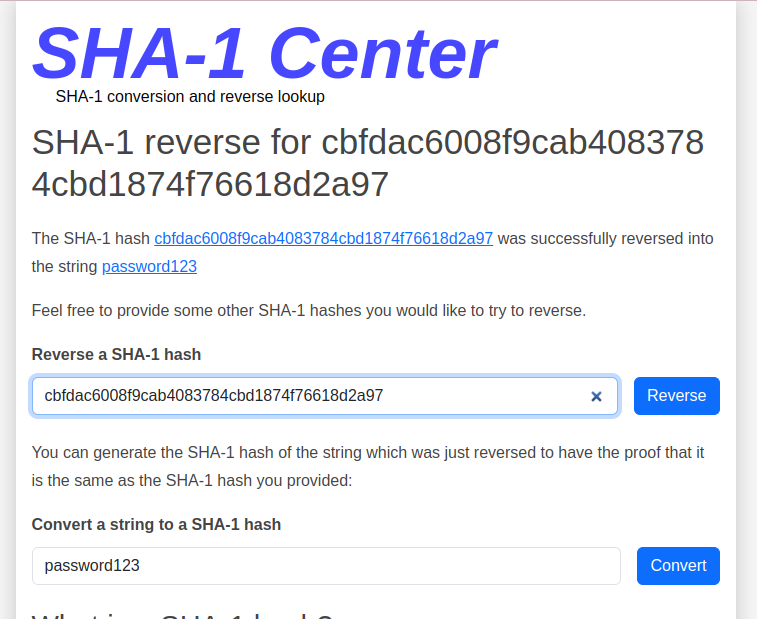 SHA-1 Center
SHA-1 conversion and reverse lookup
SHA-1 reverse for cbfdac6008f9cab408378
4cbd1874f76618d2a97
The SHA-1 hash cbfdac6008f9cab4083784cbd1874f76618d2a97 was successfully reversed into
the string password123
Feel free to provide some other SHA-1 hashes you would like to try to reverse.
Reverse a SHA-1 hash
cbfdac6008f9cab4083784cbd1874f76618d2a97 × Reverse
You can generate the SHA-1 hash of the string which was just reversed to have the proof that it
is the same as the SHA-1 hash you provided:
Convert a string to a SHA-1 hash
password123 Convert